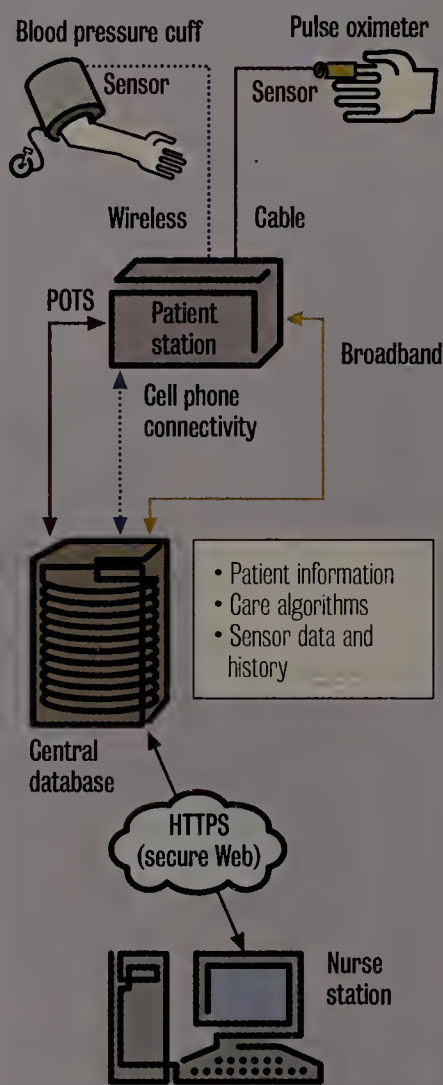 Blood pressure cuff
Pulse oximeter
Sensor
Sensor
Wireless
Cable
POTS
Patient
station
Broadband
Cell phone
connectivity
• Patient information
• Care algorithms
• Sensor data and
history
Central
database
HTTPS
(secure Web)
Nurse
station